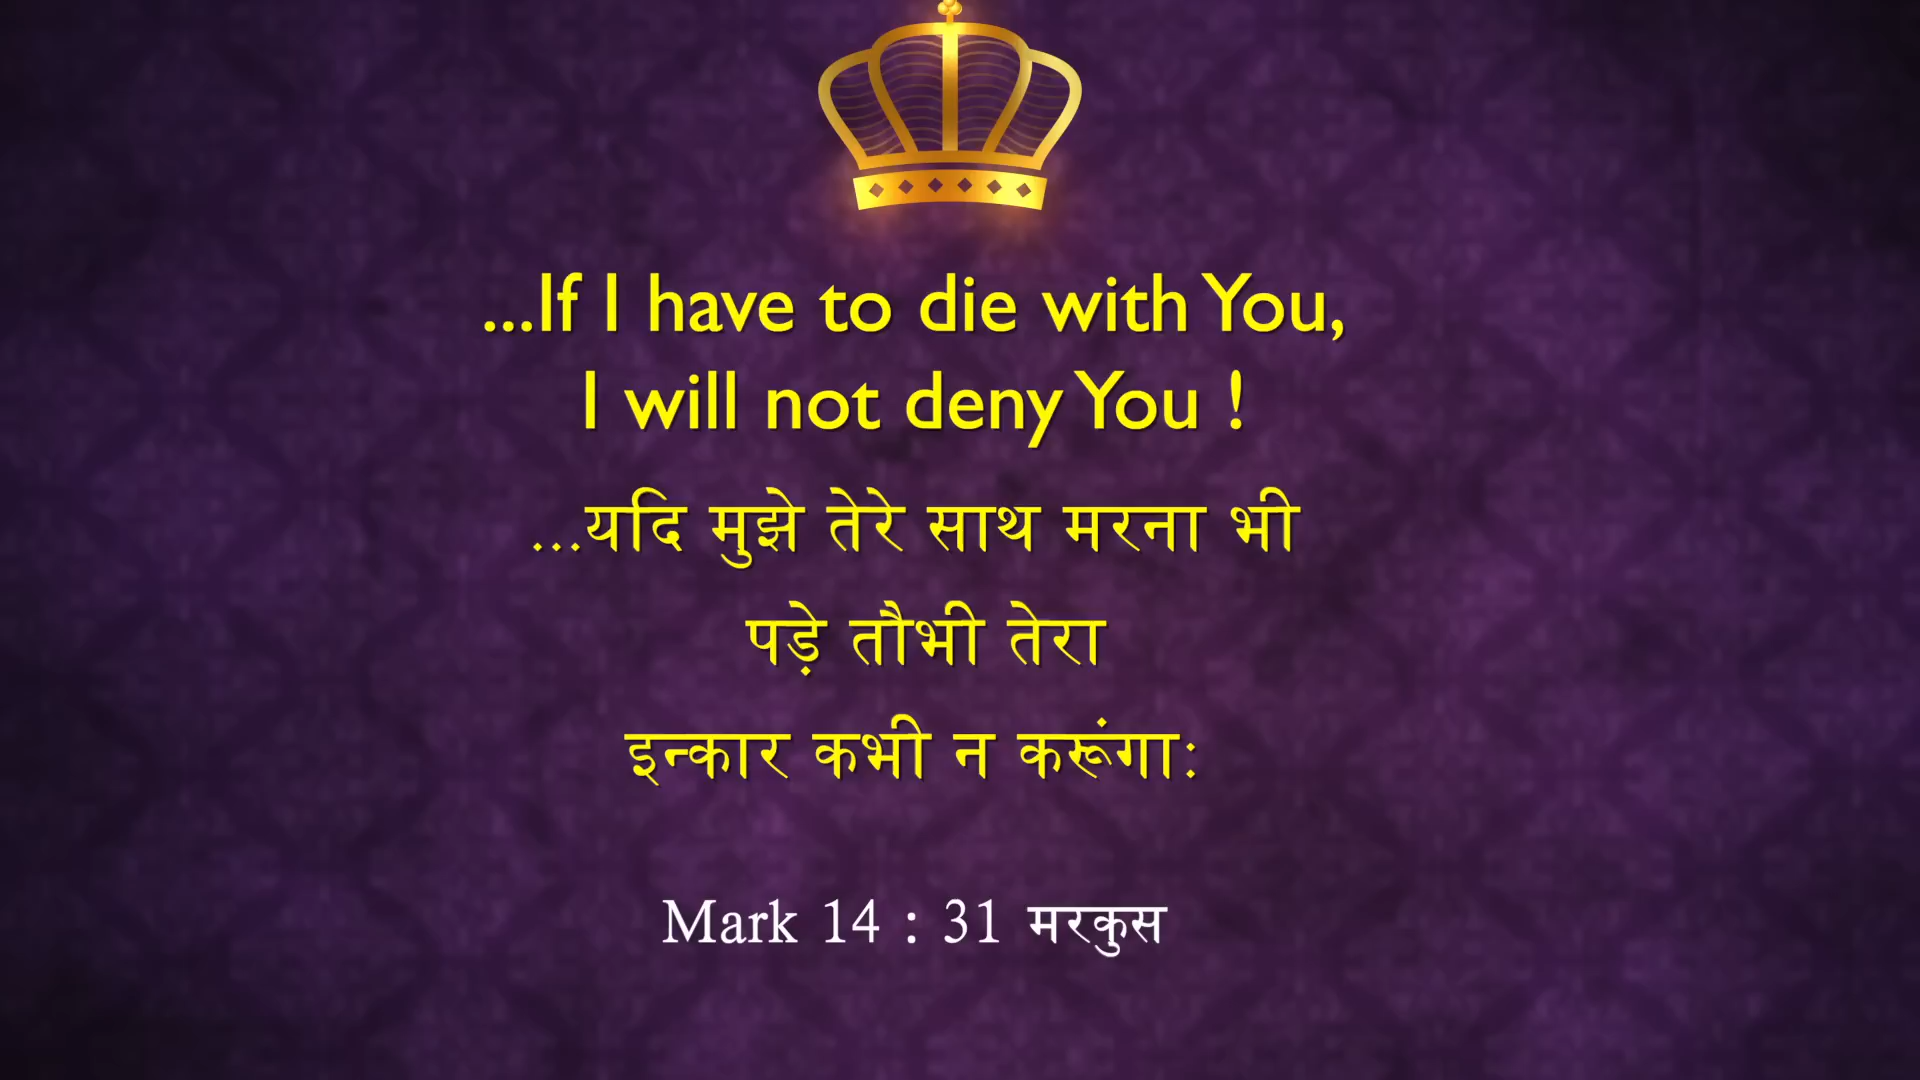 ...If I have to die with You,
I will not deny You !
...यदि मुझे तेरे साथ मरना भी
पड़े तौभी तेरा
इन्कार कभी न करूंगाः
Mark 14 : 31 मरकुस